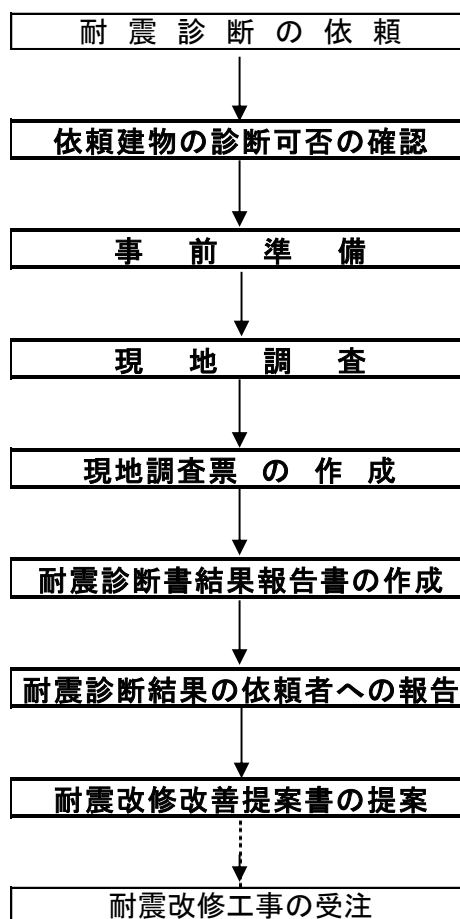 耐震診断の依頼
依頼建物の診断可否の確認
事前準備
現地調査
現地調査票の作成
耐震診断書結果報告書の作成
耐震診断結果の依頼者への報告
耐震改修改善提案書の提案
耐震改修工事の受注